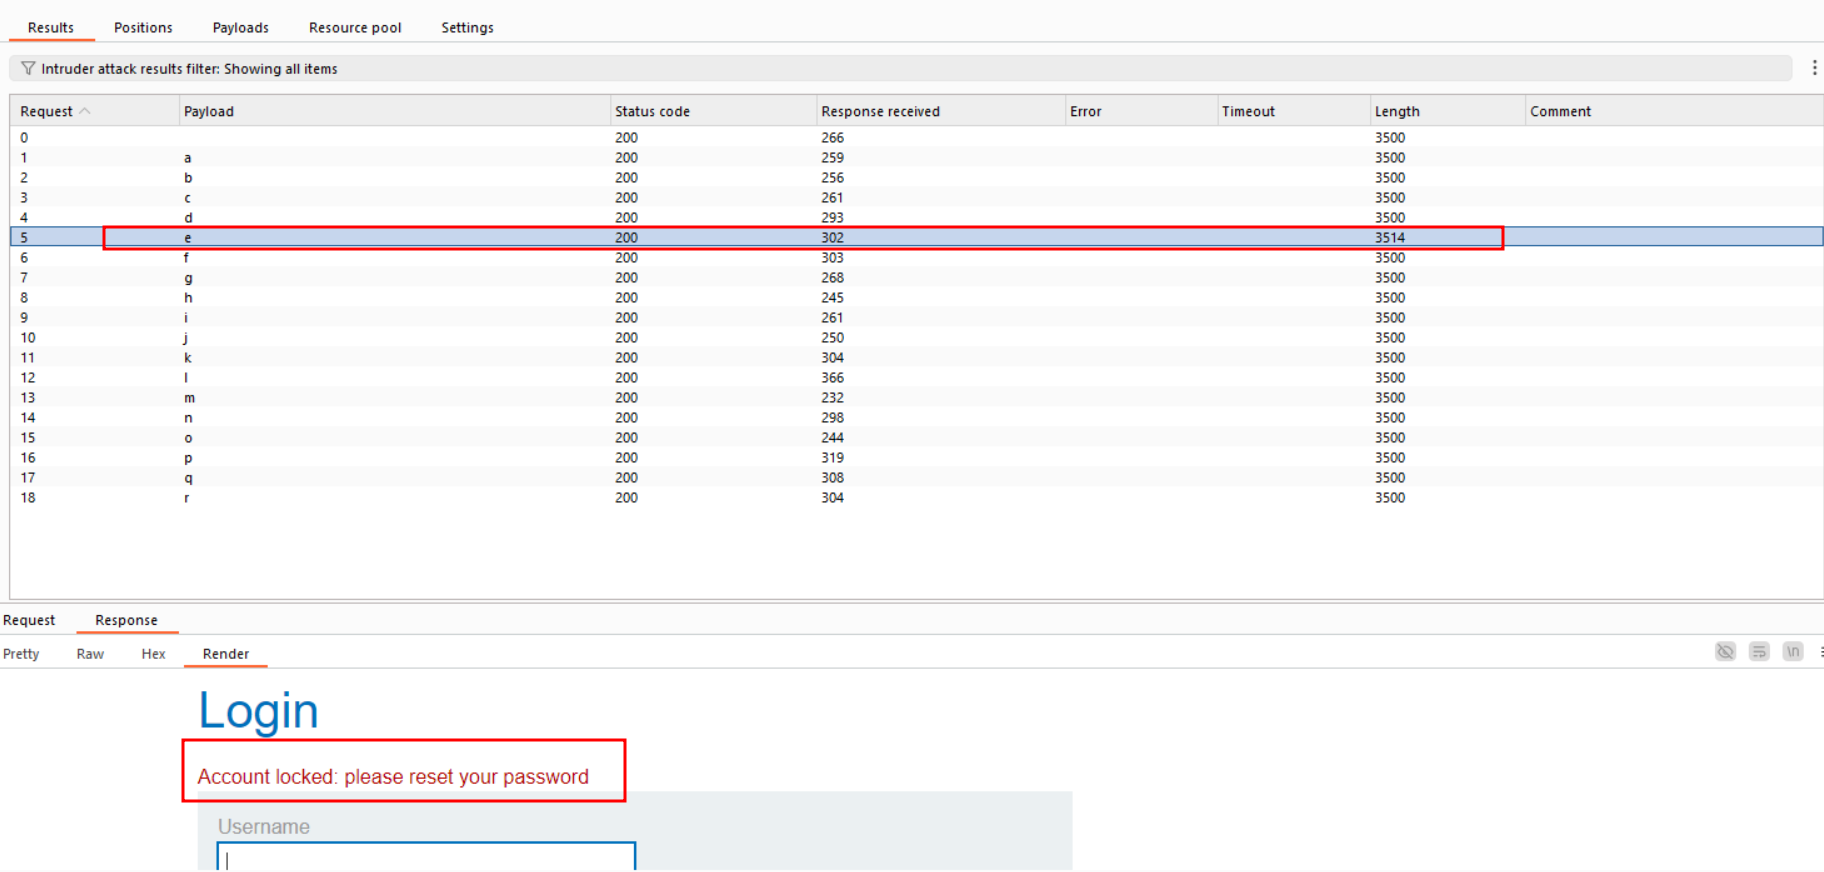 Results Positions Payloads Resource pool Settings
Intruder attack results filter: Showing all items
Request Payload Status code Response received Error Timeout Length Comment
0 200 266 3500
1 a 200 259 3500
2 b 200 256 3500
3 c 200 261 3500
4 d 200 293 3500
5 e 200 302 3514
6 f 200 303 3500
7 g 200 268 3500
8 h 200 245 3500
9 i 200 261 3500
10 j 200 250 3500
11 k 200 304 3500
12 l 200 366 3500
13 m 200 232 3500
14 n 200 298 3500
15 o 200 244 3500
16 p 200 319 3500
17 q 200 308 3500
18 r 200 304 3500
Request Response
Pretty Raw Hex Render \n
Login
Account locked: please reset your password
Username